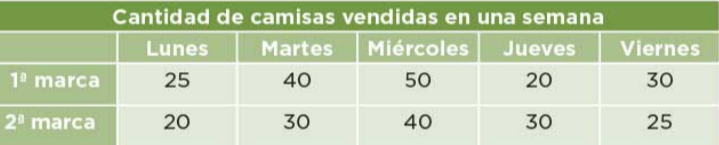 Cantidad de camisas vendidas en una semana
Lunes Martes Miércoles Jueves Viernes
1ª marca 25 40 50 20 30
2ª marca 20 30 40 30 25